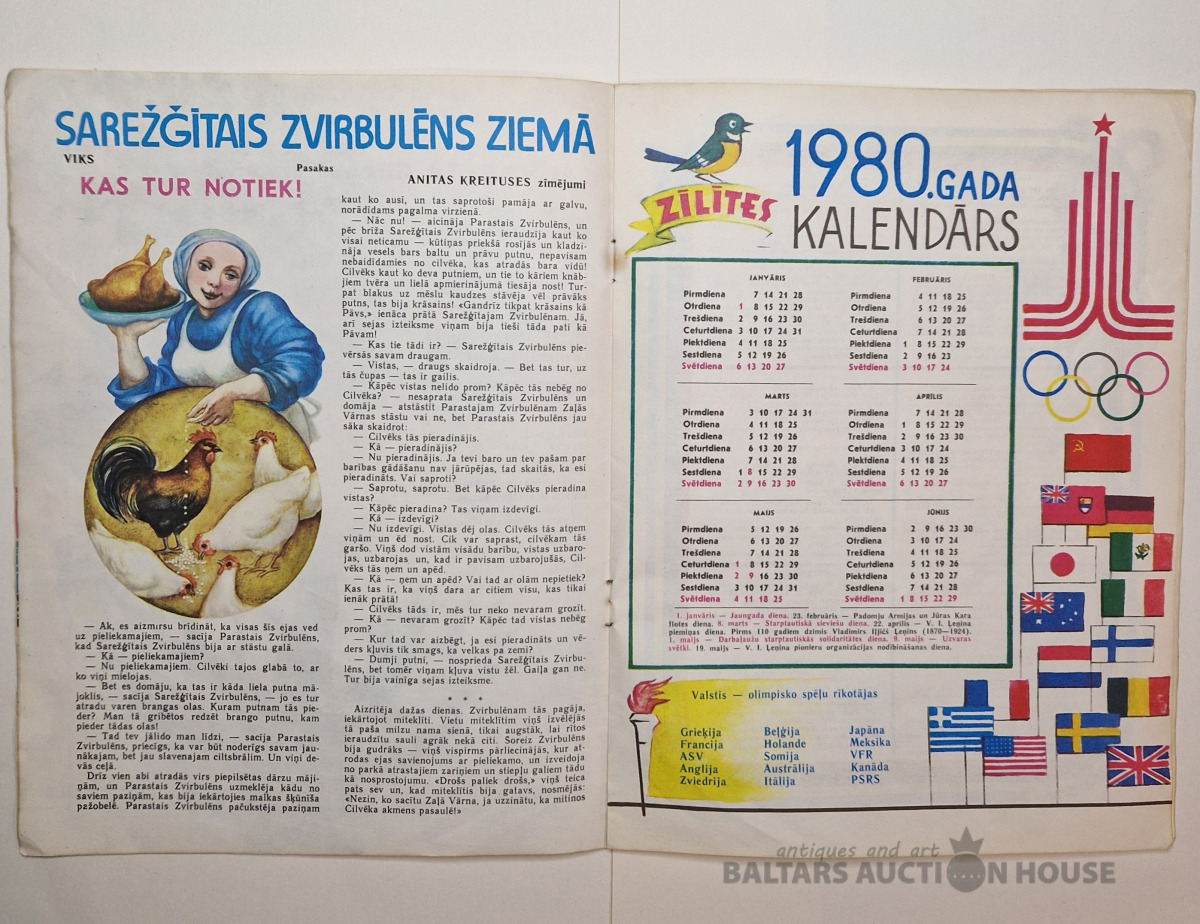 SAREŽĢĪTAIS ZVIRBULĒNS ZIEMĀ
VIKS
Pasakas
KAS TUR NOTIEK!
ANITAS KREITUSES zīmējumi
— Ak, es aizmirsu brīdināt, ka visas šīs ejas ved
uz pieliekamajiem, — sacīja Parastais Zvirbulēns,
kad Sarežģītais Zvirbulēns bija ar stāstu galā.
— Kā — pieliekamajiem?
— Nu pieliekamajiem. Cilvēki tajos glabā to, ar
ko viņi mielojas.
— Bet es domāju, ka tas ir kāda liela putna mā-
joklis, — sacīja Sarežģītais Zvirbulēns, — jo es tur
atradu varen brangas olas. Kuram putnam tās pie-
der? Man tā gribētos redzēt brango putnu, kam
pieder tādas olas!
— Tad tev jālido man līdzi, — sacīja Parastais
Zvirbulēns, priecīgs, ka var būt noderīgs savam jau-
nākajam, bet jau slavenajam ciltsbrālim. Un viņi de-
vās ceļā.
Drīz vien abi atradās virs piepilsētas dārzu māji-
ņām, un Parastais Zvirbulēns uzmeklēja kādu no
saviem paziņām, kas bija iekārtojies malkas šķūnīša
pažobelē. Parastais Zvirbulēns pačukstēja paziņam
kaut ko ausī, un tas saprotoši pamāja ar galvu,
norādīdams pagalma virzienā.
— Nāc nu! — aicināja Parastais Zvirbulēns, un
pēc brīža Sarežģītais Zvirbulēns ieraudzīja kaut ko
visai neticamu — kūtiņas priekšā rosījās un kladzi-
nāja vesels bars baltu un prāvu putnu, nepavisam
nebaidīdamies no cilvēka, kas atradās bara vidū!
Cilvēks kaut ko deva putniem, un tie to kāriem knāb-
jiem tvēra un lielā apmierinājumā tiesāja nost! Tur-
pat blakus uz mēslu kaudzes stāvēja vēl prāvāks
putns, tas bija krāsains! «Gandrīz tikpat krāsains kā
Pāvs,» ienāca prātā Sarežģītajam Zvirbulēnam. Jā,
arī sejas izteiksme viņam bija tieši tāda pati kā
Pāvam!
— Kas tie tādi ir? — Sarežģītais Zvirbulēns pie-
vērsās savam draugam.
— Vistas, — draugs skaidroja. — Bet tas tur, uz
tās čupas — tas ir gailis.
— Kāpēc vistas nelido prom? Kāpēc tās nebēg no
Cilvēka? — nesaprata Sarežģītais Zvirbulēns un
domāja — atstāstīt Parastajam Zvirbulēnam Zaļās
Vārnas stāstu vai ne, bet Parastais Zvirbulēns jau
sāka skaidrot:
— Cilvēks tās pieradinājis.
— Kā — pieradinājis?
— Nu pieradinājis. Ja tevi baro un tev pašam par
barības gādāšanu nav jārūpējas, tad skaitās, ka esi
pieradināts. Vai saproti?
— Saprotu, saprotu. Bet kāpēc Cilvēks pieradina
vistas?
— Kāpēc pieradina? Tas viņam izdevīgi.
— Kā — izdevīgi?
— Nu izdevīgi. Vistas dēj olas. Cilvēks tās atņem
viņām un ēd nost. Cik var saprast, cilvēkam tās
garšo. Viņš dod vistām visādu barību, vistas uzbaro-
jas, uzbarojas un, kad ir pavisam uzbarojušās, Cil-
vēks tās ņem un apēd.
— Kā — ņem un apēd? Vai tad ar olām nepietiek?
Kas tas ir, ka viņš dara ar citiem visu, kas tikai
ienāk prātā!
— Cilvēks tāds ir, mēs tur neko nevaram grozīt.
— Kā — nevaram grozīt? Kāpēc tad vistas nebēg
prom?
— Kur tad var aizbēgt, ja esi pieradināts un vē-
ders kļuvis tik smags, ka velkas pa zemi?
— Dumji putni, — nosprieda Sarežģītais Zvirbu-
lēns, bet tomēr viņam kļuva vistu žēl. Gaiļa gan ne.
Tur bija vainīga sejas izteiksme.
* * *
Aizritēja dažas dienas. Zvirbulēnam tās pagāja,
iekārtojot miteklīti. Vietu miteklītim viņš izvēlējās
tā paša milzu nama sienā, tikai augstāk, lai rītos
ieraudzītu sauli agrāk nekā citi. Soreiz Zvirbulēns
bija gudrāks — viņš vispirms pārliecinājās, kur at-
rodas ejas savienojums ar pieliekamo, un izveidoja
no parkā atrastajiem zariņiem un stiepļu galiem tādu
kā nosprostojumu. «Drošs paliek drošs,» viņš teica
pats sev un, kad miteklītis bija gatavs, nosmējās:
«Nezin, ko sacītu Zaļā Vārna, ja uzzinātu, ka mitinos
Cilvēka akmens pasaulē!»
ZĪLĪTES
1980.GADA
KALENDĀRS
JANVĀRIS
Pirmdiena 7 14 21 28
Otrdiena 1 8 15 22 29
Trešdiena 2 9 16 23 30
Ceturtdiena 3 10 17 24 31
Piektdiena 4 11 18 25
Sestdiena 5 12 19 26
Svētdiena 6 13 20 27
FEBRUĀRIS
Pirmdiena 4 11 18 25
Otrdiena 5 12 19 26
Trešdiena 6 13 20 27
Ceturtdiena 7 14 21 28
Piektdiena 1 8 15 22 29
Sestdiena 2 9 16 23
Svētdiena 3 10 17 24
MARTS
Pirmdiena 3 10 17 24 31
Otrdiena 4 11 18 25
Trešdiena 5 12 19 26
Ceturtdiena 6 13 20 27
Piektdiena 7 14 21 28
Sestdiena 1 8 15 22 29
Svētdiena 2 9 16 23 30
APRĪLIS
Pirmdiena 7 14 21 28
Otrdiena 1 8 15 22 29
Trešdiena 2 9 16 23 30
Ceturtdiena 3 10 17 24
Piektdiena 4 11 18 25
Sestdiena 5 12 19 26
Svētdiena 6 13 20 27
MAIJS
Pirmdiena 5 12 19 26
Otrdiena 6 13 20 27
Trešdiena 7 14 21 28
Ceturtdiena 1 8 15 22 29
Piektdiena 2 9 16 23 30
Sestdiena 3 10 17 24 31
Svētdiena 4 11 18 25
JŪNIJS
Pirmdiena 2 9 16 23 30
Otrdiena 3 10 17 24
Trešdiena 4 11 18 25
Ceturtdiena 5 12 19 26
Piektdiena 6 13 20 27
Sestdiena 7 14 21 28
Svētdiena 1 8 15 22 29
1. janvāris — Jaungada diena. 23. februāris — Padomju Armijas un Jūras Kara
flotes diena. 8. marts — Starptautiskā sieviešu diena. 22. aprīlis — V. I. Ļeņina
piemiņas diena. Pirms 110 gadiem dzimis Vladimirs Iļjičs Ļeņins (1870—1924).
1. maijs — Darbaļaužu starptautiskās solidaritātes diena. 9. maijs — Uzvaras
svētki. 19. maijs — V. I. Ļeņina pionieru organizācijas nodibināšanas diena.
Valstis — olimpisko spēļu rīkotājas
Grieķija Beļģija Japāna
Francija Holande Meksika
ASV Somija VFR
Anglija Austrālija Kanāda
Zviedrija Itālija PSRS
antiques and art
BALTARS AUCTION HOUSE